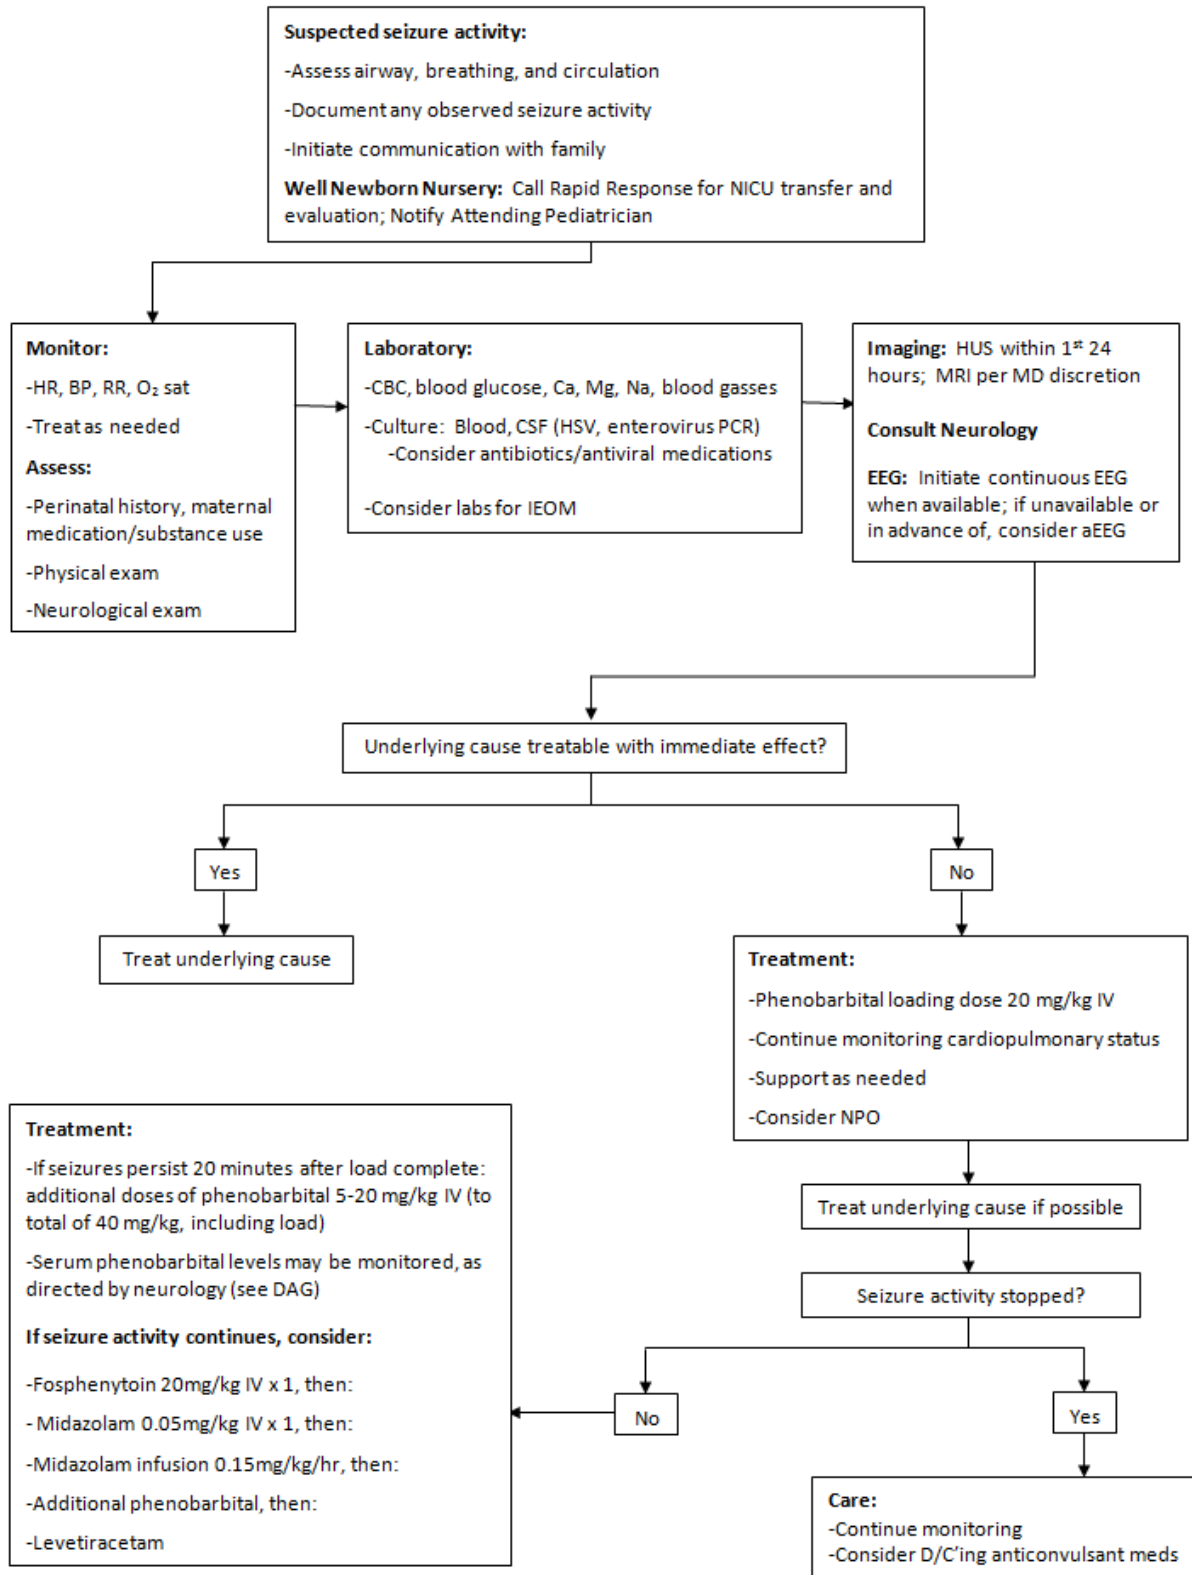 Suspected seizure activity:
-Assess airway, breathing, and circulation
-Document any observed seizure activity
-Initiate communication with family
Well Newborn Nursery: Call Rapid Response for NICU transfer and
evaluation; Notify Attending Pediatrician
Monitor:
-HR, BP, RR, O₂ sat
-Treat as needed
Assess:
-Perinatal history, maternal
medication/substance use
-Physical exam
-Neurological exam
Laboratory:
-CBC, blood glucose, Ca, Mg, Na, blood gasses
-Culture: Blood, CSF (HSV, enterovirus PCR)
-Consider antibiotics/antiviral medications
-Consider labs for IEOM
Imaging: HUS within 1st 24
hours; MRI per MD discretion
Consult Neurology
EEG: Initiate continuous EEG
when available; if unavailable or
in advance of, consider aEEG
Underlying cause treatable with immediate effect?
Yes
No
Treat underlying cause
Treatment:
-Phenobarbital loading dose 20 mg/kg IV
-Continue monitoring cardiopulmonary status
-Support as needed
-Consider NPO
Treat underlying cause if possible
Seizure activity stopped?
No
Yes
Treatment:
-If seizures persist 20 minutes after load complete:
additional doses of phenobarbital 5-20 mg/kg IV (to
total of 40 mg/kg, including load)
-Serum phenobarbital levels may be monitored, as
directed by neurology (see DAG)
If seizure activity continues, consider:
-Fosphenytoin 20mg/kg IV x 1, then:
- Midazolam 0.05mg/kg IV x 1, then:
-Midazolam infusion 0.15mg/kg/hr, then:
-Additional phenobarbital, then:
-Levetiracetam
Care:
-Continue monitoring
-Consider D/C'ing anticonvulsant meds